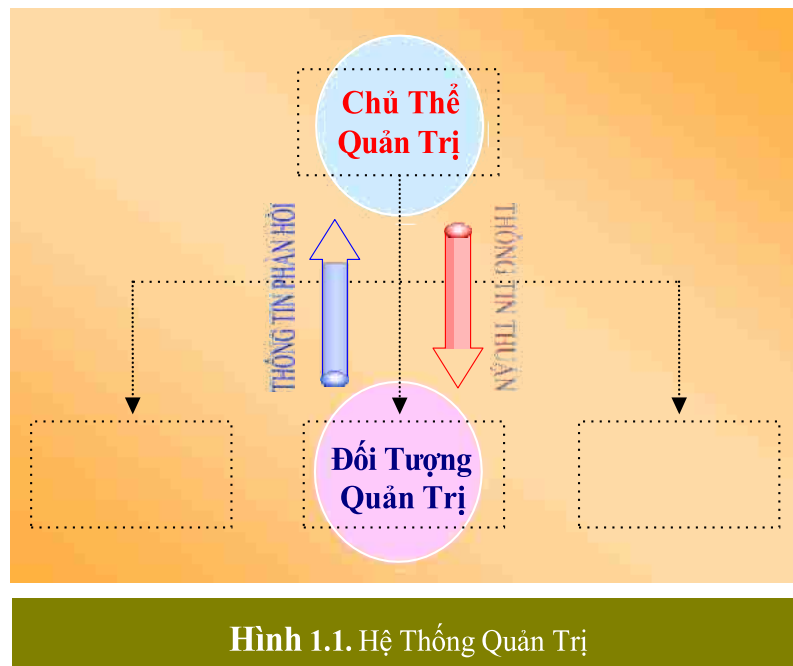 Chủ Thể
Quản Trị
THÔNG TIN PHẢN HỒI
THÔNG TIN THUẬN
Đối Tượng
Quản Trị
Hình 1.1. Hệ Thống Quản Trị